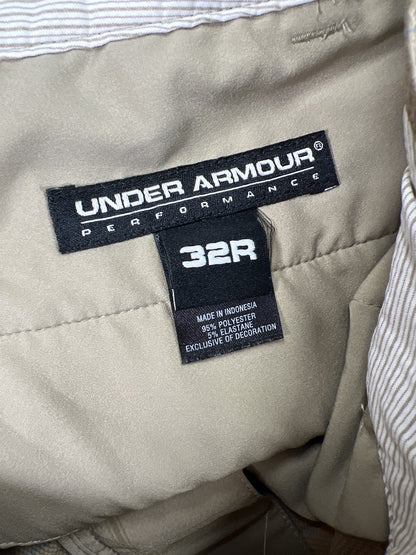 UNDER ARMOUR®
PERFORMANCE
32R
MADE IN INDONESIA
95% POLYESTER
5% ELASTANE
EXCLUSIVE OF DECORATION